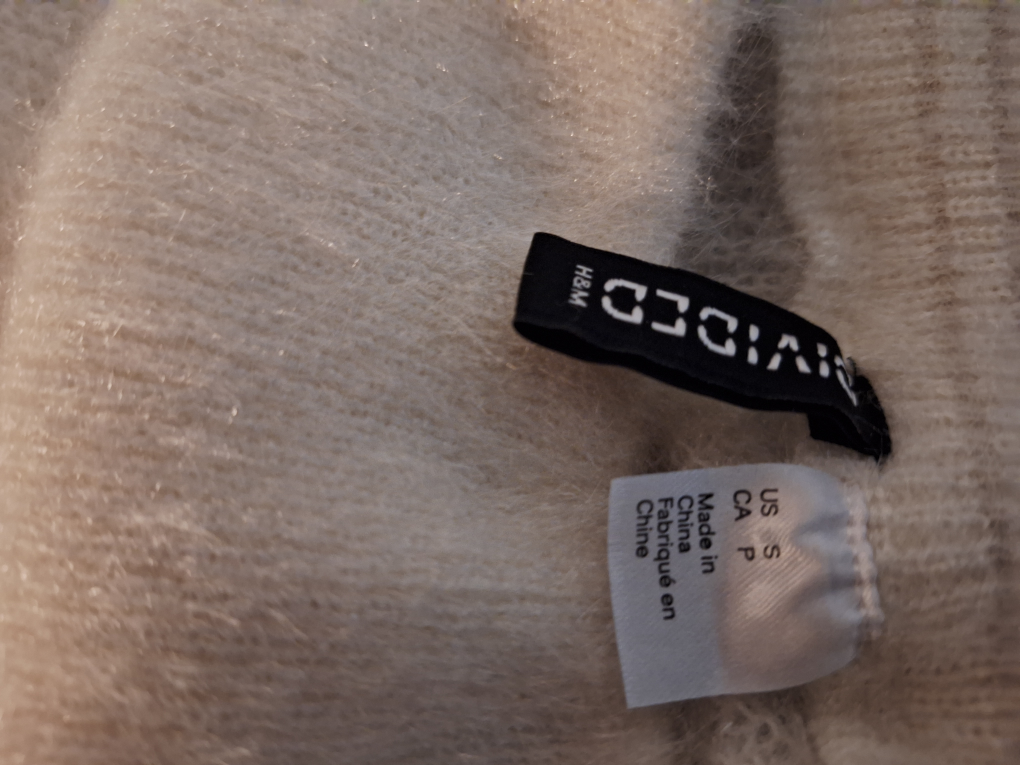 DIVIDED
H&M
US S
CA P
Made in
China
Fabriqué en
Chine